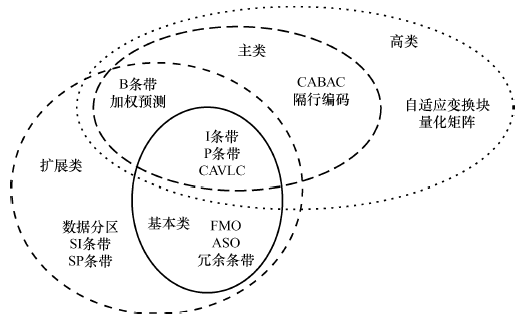 高类
主类
B条带
加权预测
CABAC
隔行编码
自适应变换块
量化矩阵
I条带
P条带
CAVLC
扩展类
数据分区
SI条带
SP条带
基本类
FMO
ASO
冗余条带